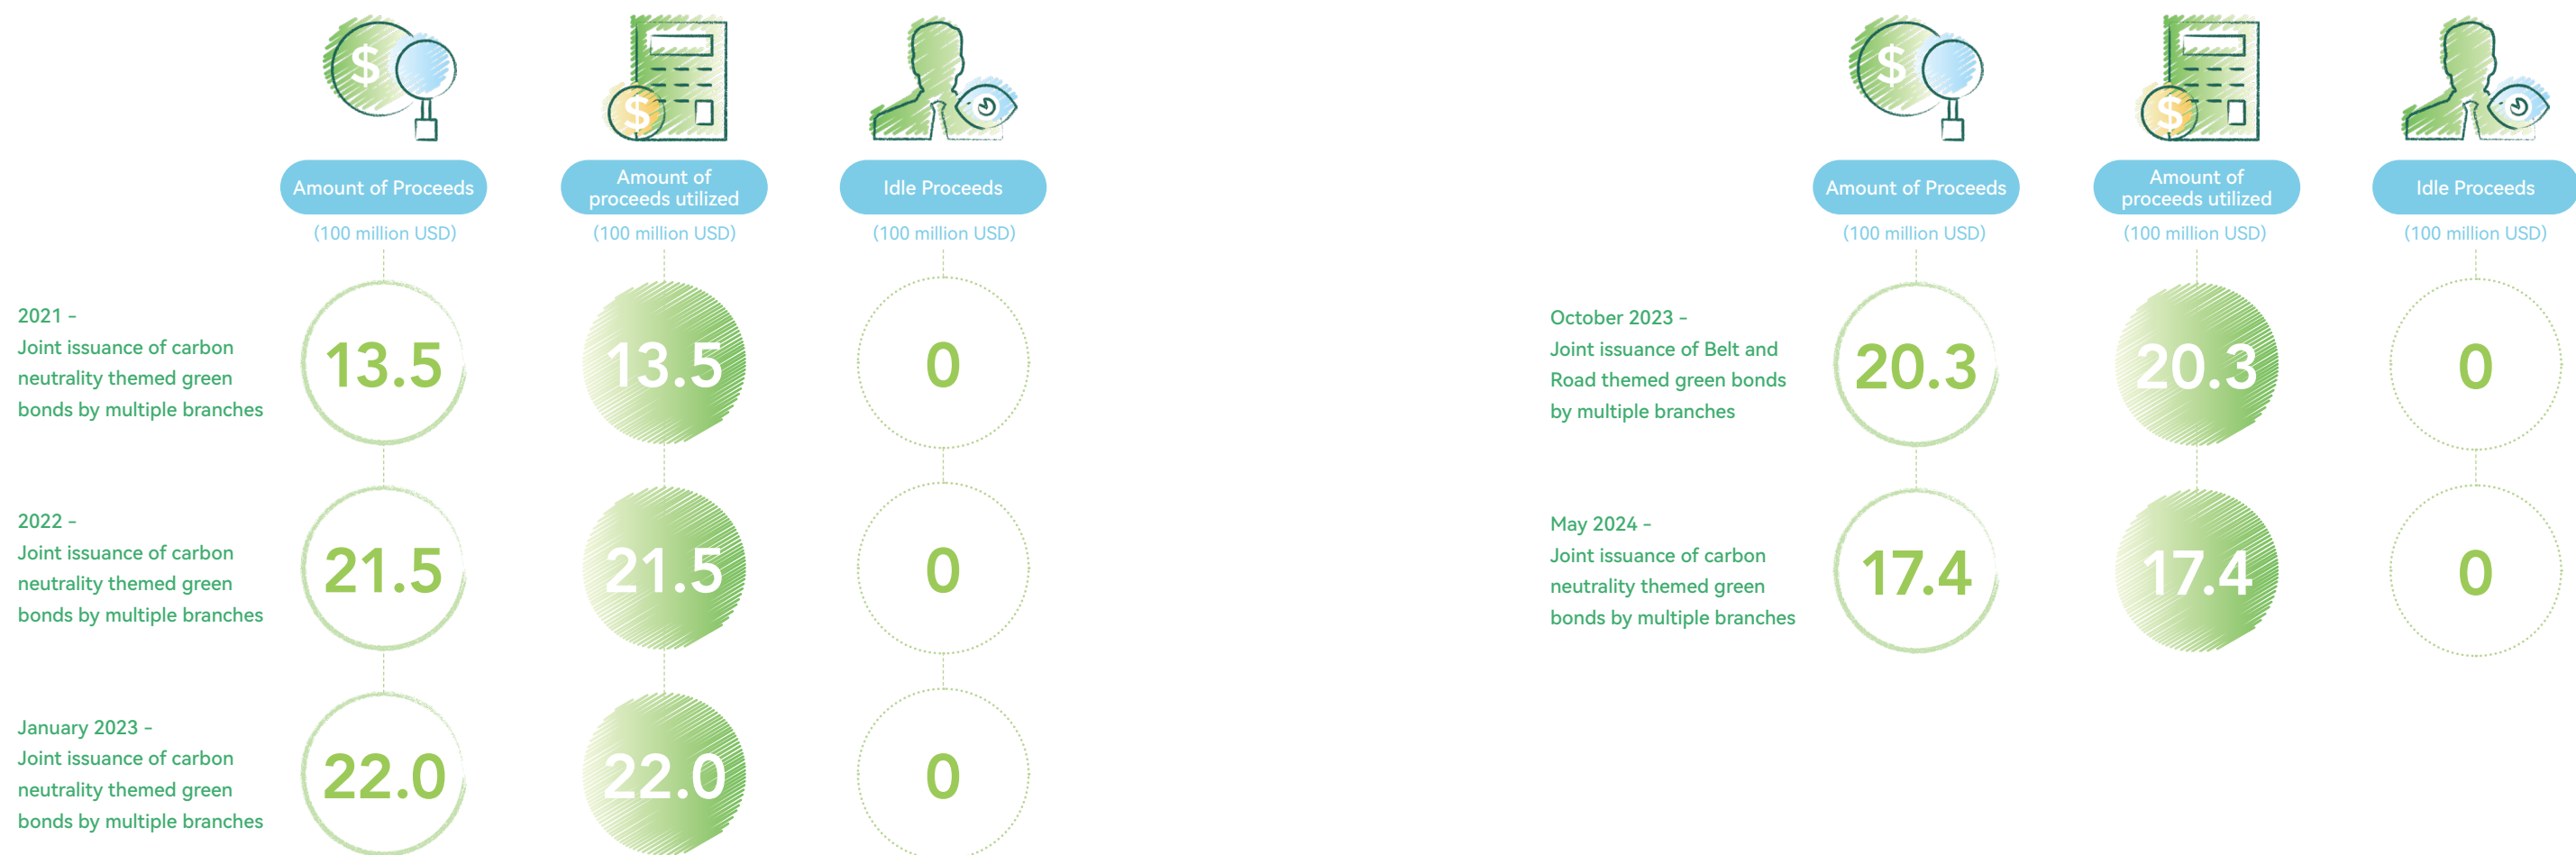 Amount of Proceeds
Amount of
proceeds utilized
Idle Proceeds
(100 million USD)
(100 million USD)
(100 million USD)
2021 -
Joint issuance of carbon
neutrality themed green
bonds by multiple branches
13.5
13.5
0
2022 -
Joint issuance of carbon
neutrality themed green
bonds by multiple branches
21.5
21.5
0
January 2023 -
Joint issuance of carbon
neutrality themed green
bonds by multiple branches
22.0
22.0
0
Amount of Proceeds
Amount of
proceeds utilized
Idle Proceeds
(100 million USD)
(100 million USD)
(100 million USD)
October 2023 -
Joint issuance of Belt and
Road themed green bonds
by multiple branches
20.3
20.3
0
May 2024 -
Joint issuance of carbon
neutrality themed green
bonds by multiple branches
17.4
17.4
0